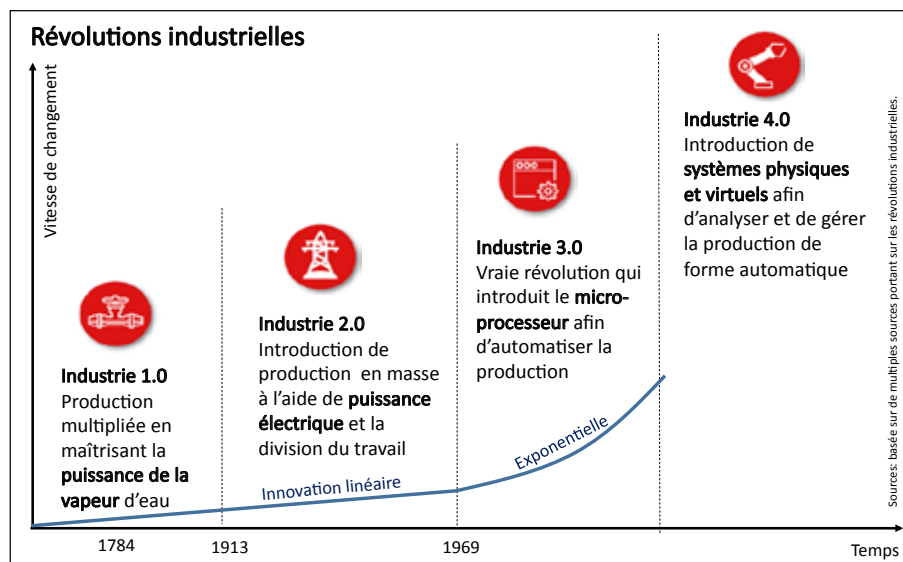 Révolutions industrielles
Vitesse de changement
Industrie 1.0
Production
multipliée en
maîtrisant la
puissance de la
vapeur d'eau
Industrie 2.0
Introduction de
production en masse
à l'aide de puissance
électrique et la
division du travail
Industrie 3.0
Vraie révolution qui
introduit le micro-
processeur afin
d'automatiser la
production
Industrie 4.0
Introduction de
systèmes physiques
et virtuels afin
d'analyser et de gérer
la production de
forme automatique
Innovation linéaire
Exponentielle
1784
1913
1969
Temps
Sources: basée sur de multiples sources portant sur les révolutions industrielles.